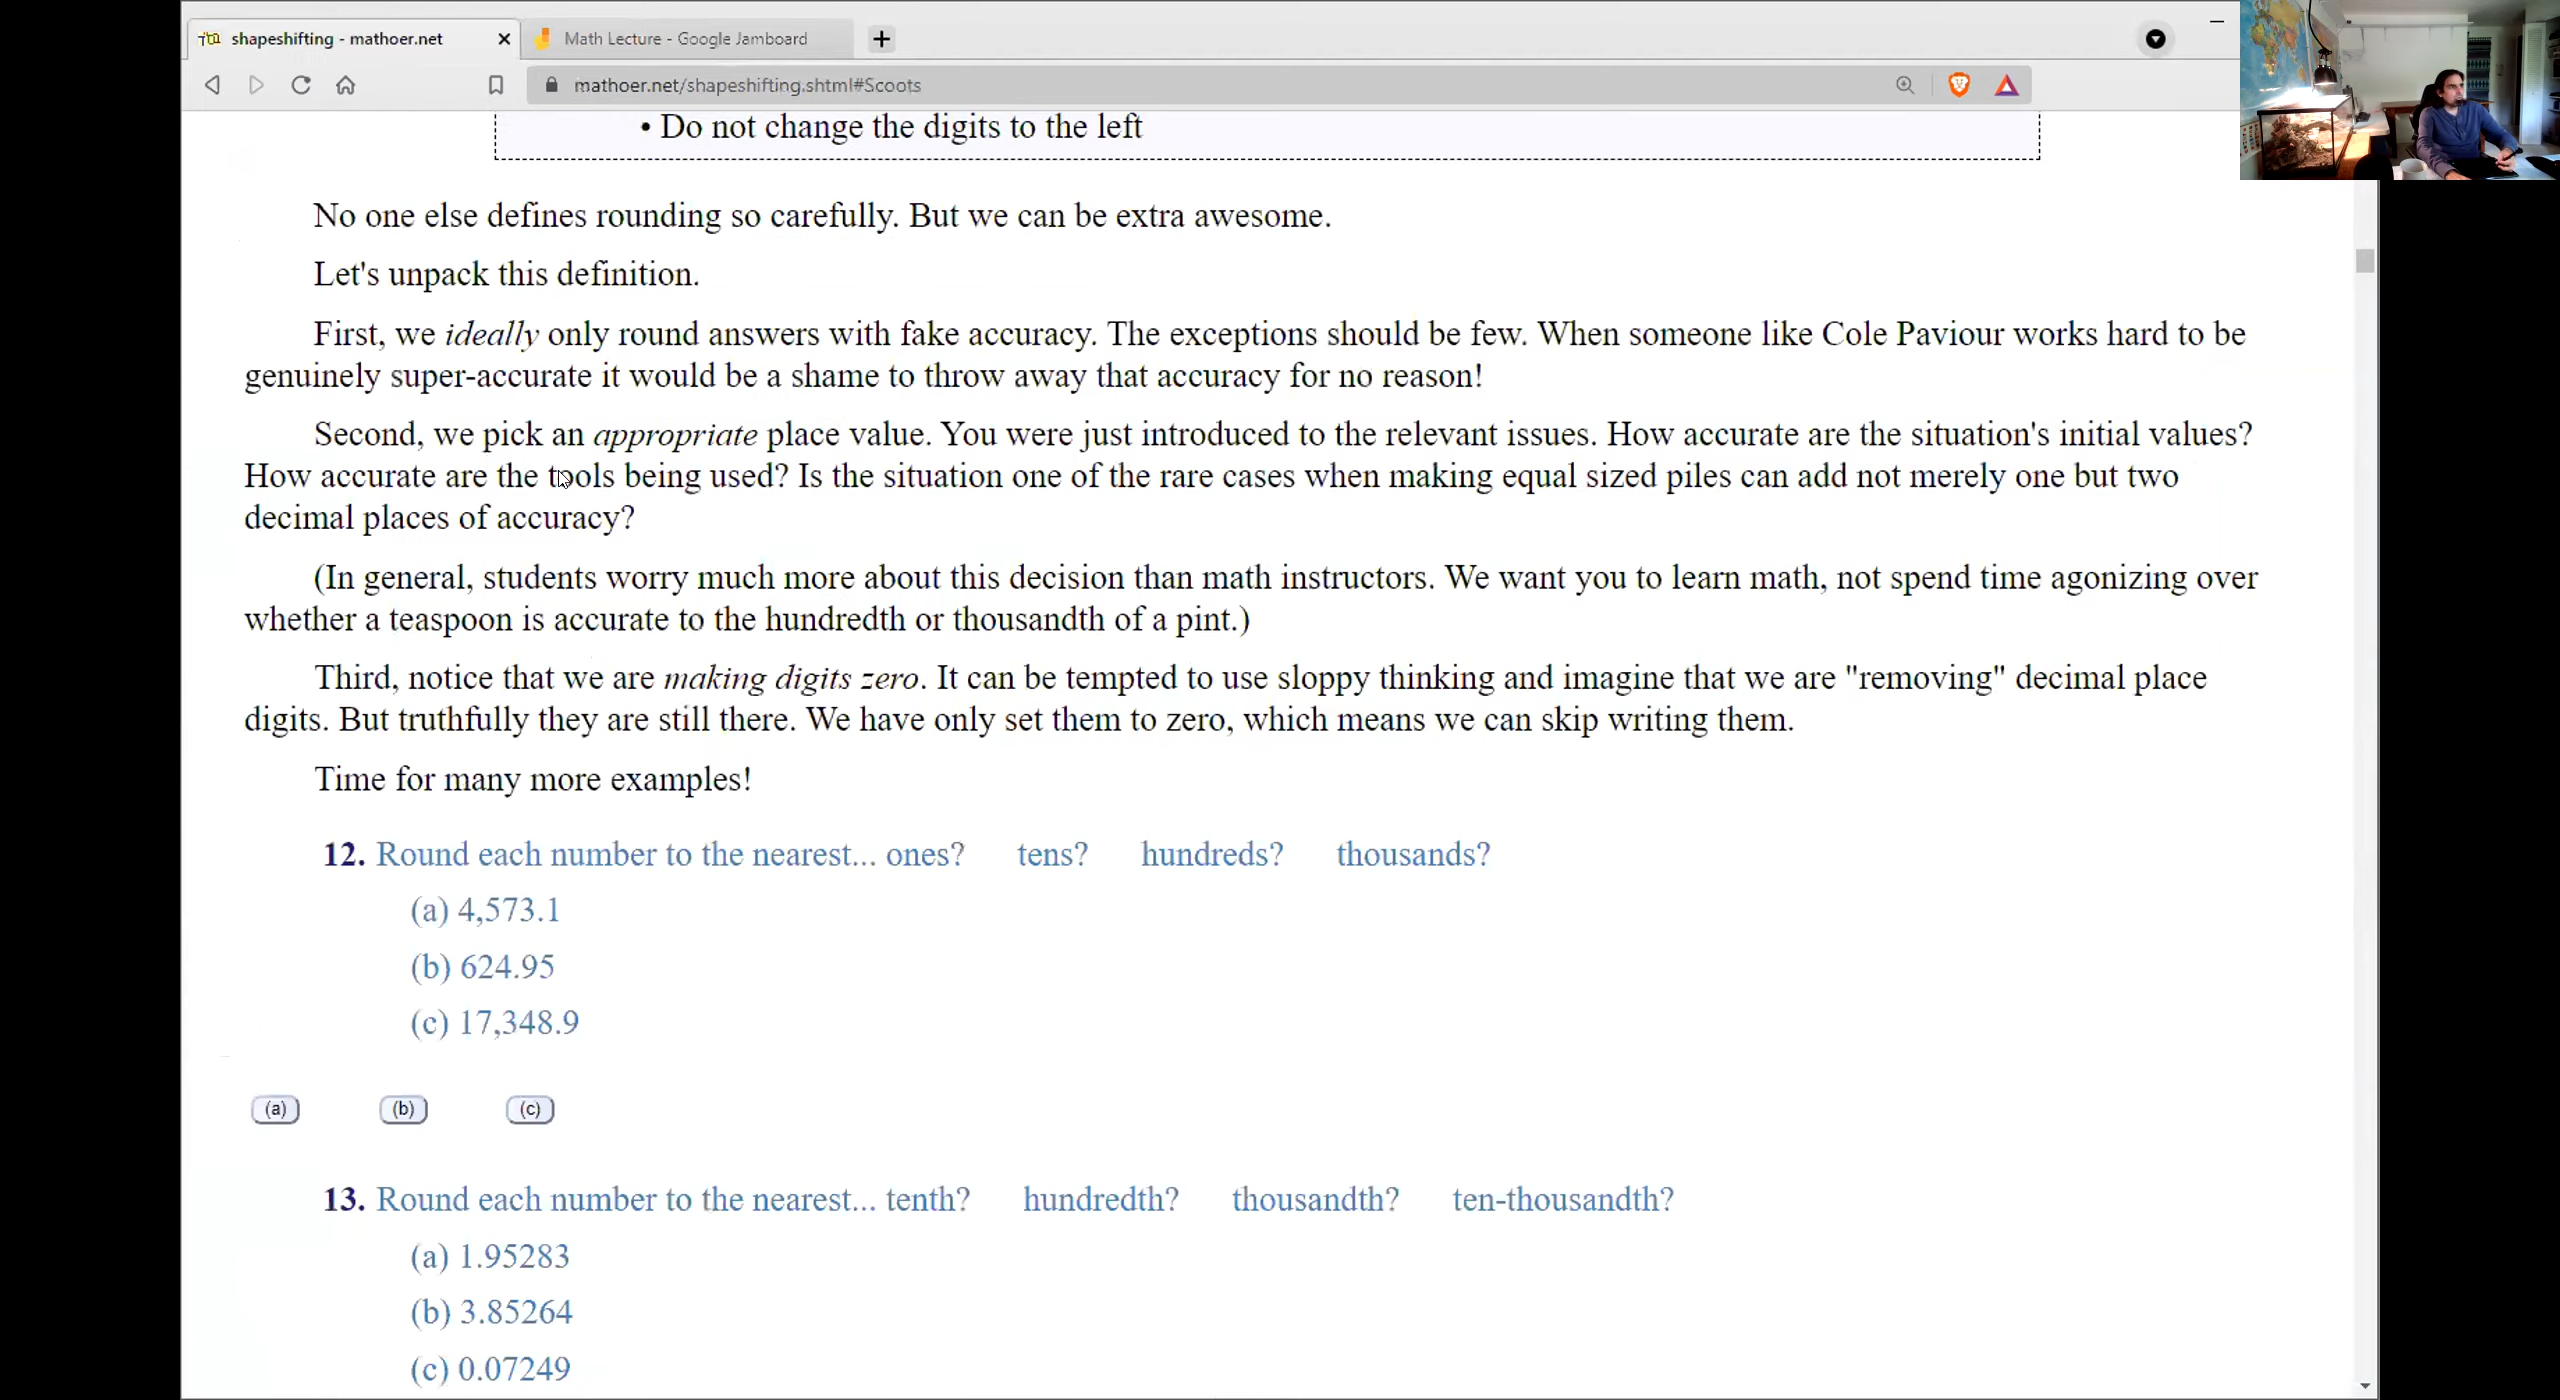 shapeshifting - mathoer.net
Math Lecture - Google Jamboard
mathoer.net/shapeshifting.shtml#Scoots
• Do not change the digits to the left
No one else defines rounding so carefully. But we can be extra awesome.
Let's unpack this definition.
First, we ideally only round answers with fake accuracy. The exceptions should be few. When someone like Cole Paviour works hard to be
genuinely super-accurate it would be a shame to throw away that accuracy for no reason!
Second, we pick an appropriate place value. You were just introduced to the relevant issues. How accurate are the situation's initial values?
How accurate are the tools being used? Is the situation one of the rare cases when making equal sized piles can add not merely one but two
decimal places of accuracy?
(In general, students worry much more about this decision than math instructors. We want you to learn math, not spend time agonizing over
whether a teaspoon is accurate to the hundredth or thousandth of a pint.)
Third, notice that we are making digits zero. It can be tempted to use sloppy thinking and imagine that we are "removing" decimal place
digits. But truthfully they are still there. We have only set them to zero, which means we can skip writing them.
Time for many more examples!
12. Round each number to the nearest... ones? tens? hundreds? thousands?
(a) 4,573.1
(b) 624.95
(c) 17,348.9
(a) (b) (c)
13. Round each number to the nearest... tenth? hundredth? thousandth? ten-thousandth?
(a) 1.95283
(b) 3.85264
(c) 0.07249